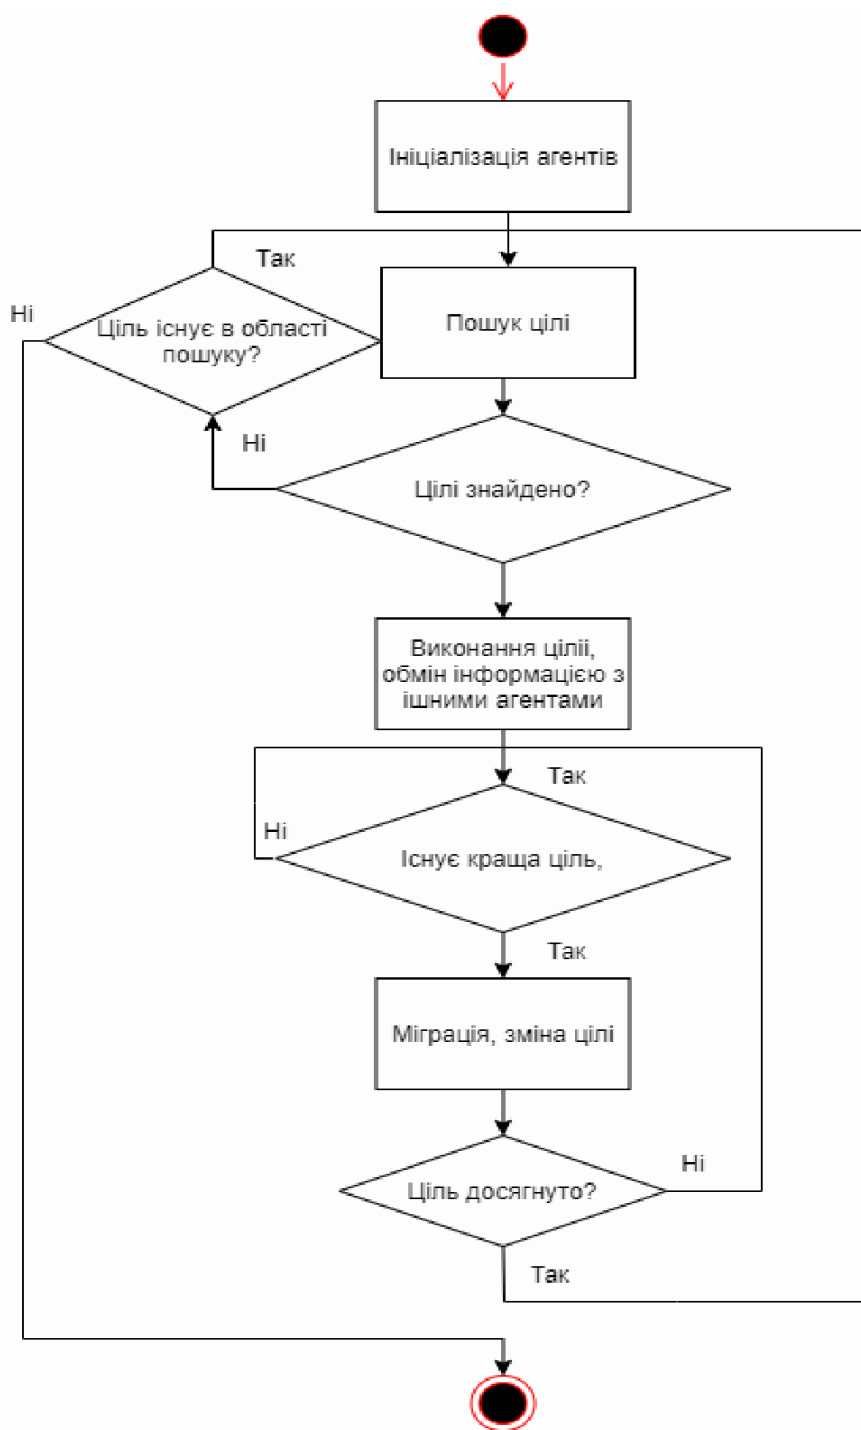 Ініціалізація агентів
Так
Ні
Ціль існує в області
пошуку?
Пошук цілі
Ні
Цілі знайдено?
Виконання ціліі,
обмін інформацією з
ішними агентами
Так
Ні
Існує краща ціль,
Так
Міграція, зміна цілі
Ні
Ціль досягнуто?
Так